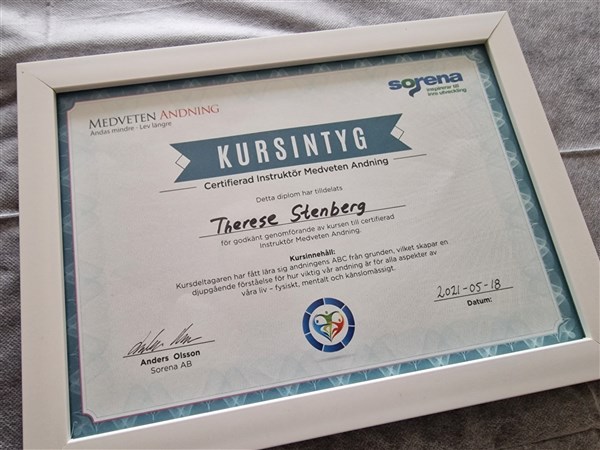 MEDVETEN ANDNING
Andas mindre · Lev längre
sorena
inspirerar till
inre utveckling
KURSINTYG
Certifierad Instruktör Medveten Andning
Detta diplom har tilldelats
Therese Stenberg
för godkänt genomförande av kursen till certifierad
Instruktör Medveten Andning.
Kursinnehåll:
Kursdeltagaren har fått lära sig andningens ABC från grunden, vilket skapar en
djupgående förståelse för hur viktig vår andning är för alla aspekter av
våra liv – fysiskt, mentalt och känslomässigt.
2021-05-18
Datum:
Anders Olsson
Sorena AB